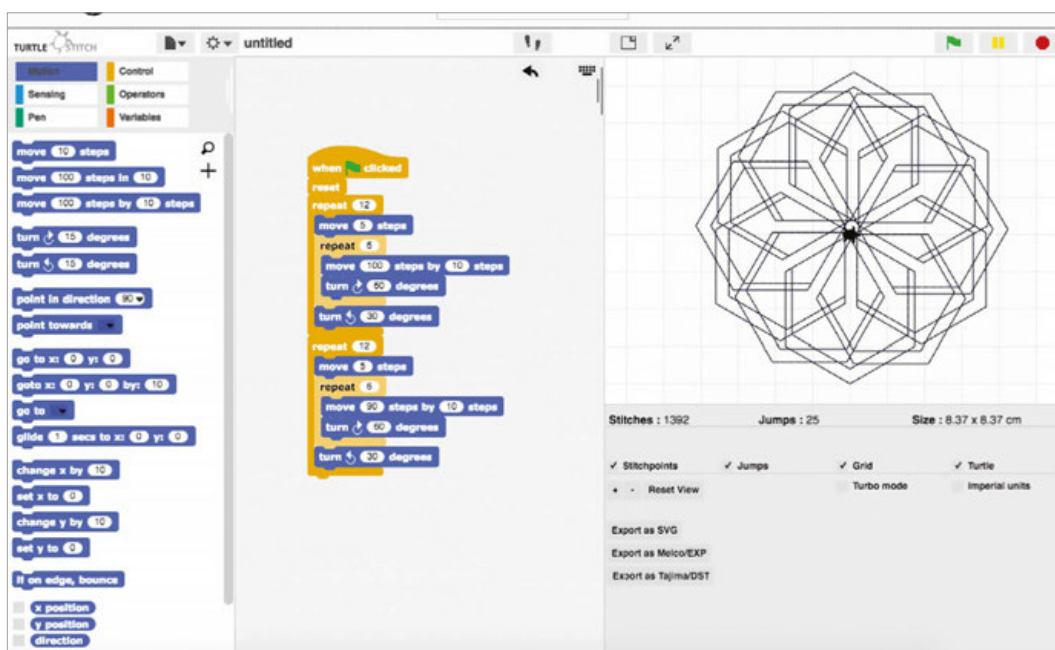 TURTLE STITCH
untitled
Motion
Control
Sensing
Operators
Pen
Variables
move 10 steps
move 100 steps in 10
move 100 steps by 10 steps
turn 15 degrees
turn 15 degrees
point in direction 90
point towards
go to x: 0 y: 0
goto x: 0 y: 0 by: 10
go to
glide 1 secs to x: 0 y: 0
change x by 10
set x to 0
change y by 10
set y to 0
if on edge, bounce
x position
y position
direction
when clicked
reset
repeat 12
move 5 steps
repeat 6
move 100 steps by 10 steps
turn 60 degrees
turn 30 degrees
repeat 12
move 5 steps
repeat 6
move 90 steps by 10 steps
turn 60 degrees
turn 30 degrees
Stitches : 1392 Jumps : 25 Size : 8.37 x 8.37 cm
✓ Stitchpoints ✓ Jumps ✓ Grid ✓ Turtle
+ - Reset View Turbo mode Imperial units
Export as SVG
Export as Melco/EXP
Export as Tajima/DST